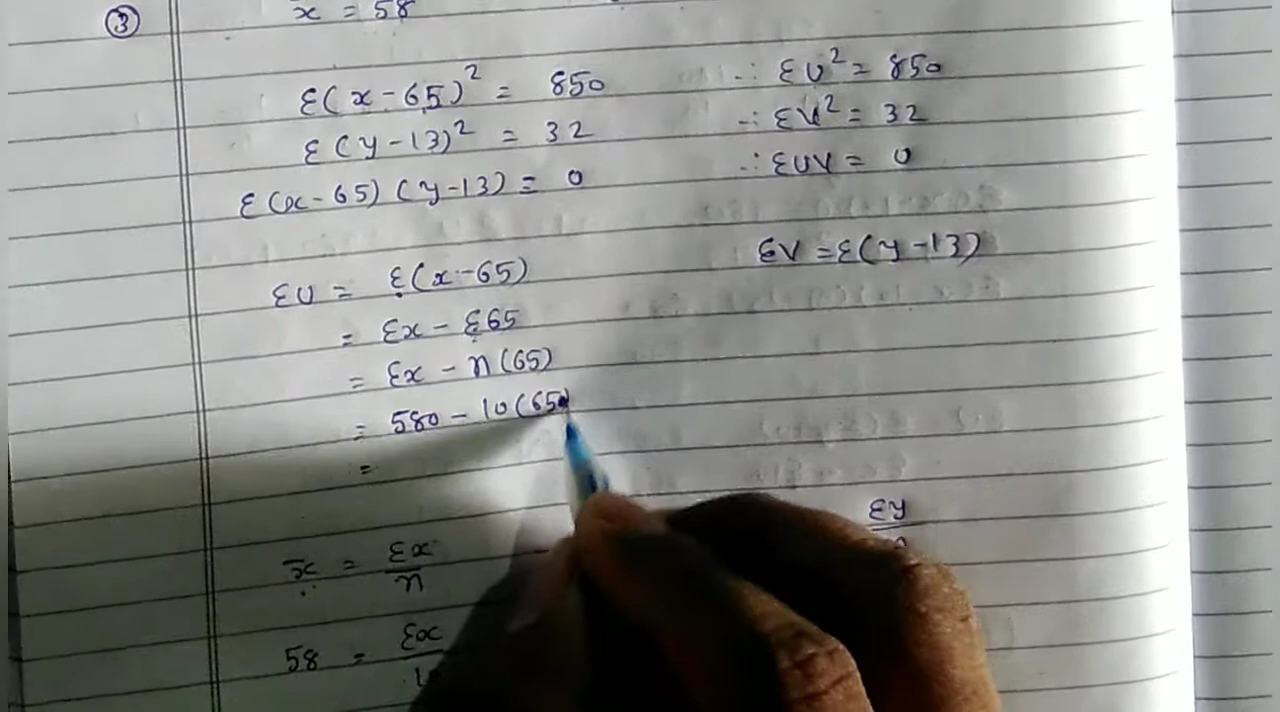 ③ x̄ = 58
Σ(x-65)² = 850 ∴ ΣU² = 850
Σ(y-13)² = 32 ∴ ΣV² = 32
Σ(x-65)(y-13) = 0 ∴ ΣUV = 0
ΣU = Σ(x-65) ΣV = Σ(y-13)
= Σx - Σ65
= Σx - n(65)
= 580 - 10(65)
=
x̄ = Σx/n Σy
58 = Σx